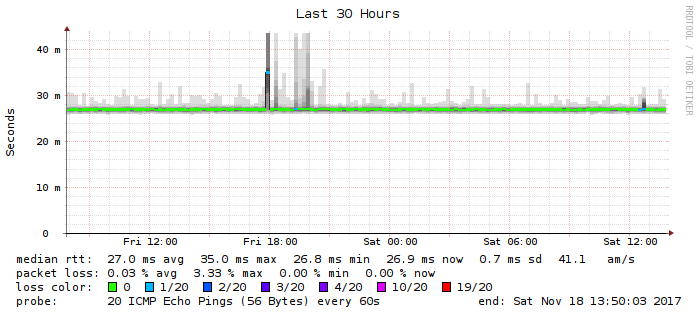 Last 30 Hours
RRDTOOL / TOBI OETIKER
Seconds
40 m
30 m
20 m
10 m
0
Fri 12:00 Fri 18:00 Sat 00:00 Sat 06:00 Sat 12:00
median rtt: 27.0 ms avg 35.0 ms max 26.8 ms min 26.9 ms now 0.7 ms sd 41.1 am/s
packet loss: 0.03 % avg 3.33 % max 0.00 % min 0.00 % now
loss color: 0 1/20 2/20 3/20 4/20 10/20 19/20
probe: 20 ICMP Echo Pings (56 Bytes) every 60s end: Sat Nov 18 13:50:03 2017